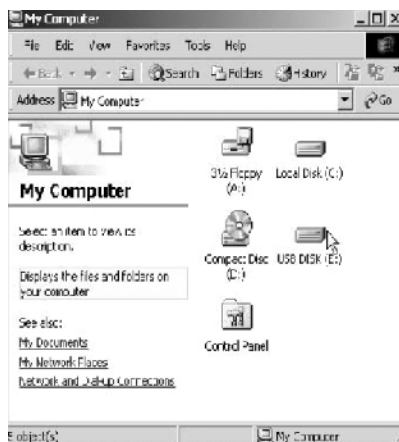 My Computer
File Edit View Favorites Tools Help
Back Search Folders History
Address My Computer Go
My Computer
Select an item to view its
description.
Displays the files and folders on
your computer
See also:
My Documents
My Network Places
Network and Dial-up Connections
3½ Floppy
(A:)
Local Disk (C:)
Compact Disc
(D:)
USB DISK (E:)
Control Panel
object(s) My Computer